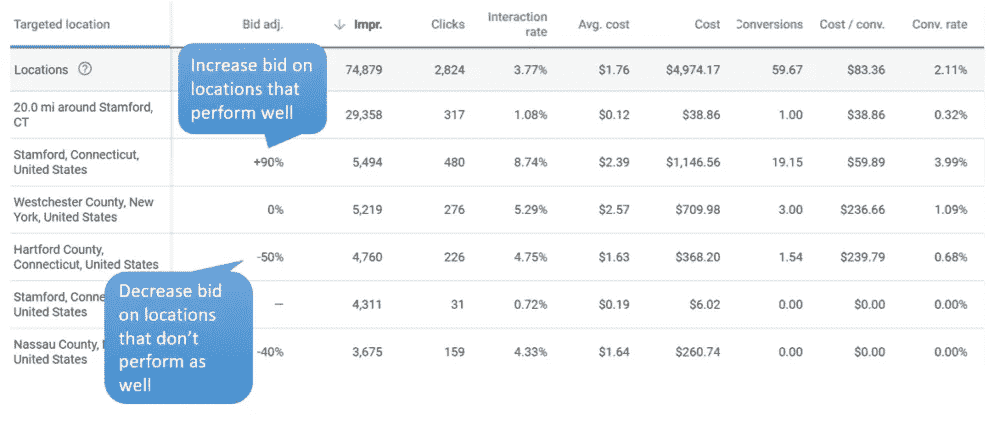 Targeted location Bid adj. ↓ Impr. Clicks Interaction rate Avg. cost Cost Conversions Cost / conv. Conv. rate
Locations 74,879 2,824 3.77% $1.76 $4,974.17 59.67 $83.36 2.11%
Increase bid on
locations that
perform well
20.0 mi around Stamford,
CT 29,358 317 1.08% $0.12 $38.86 1.00 $38.86 0.32%
Stamford, Connecticut,
United States +90% 5,494 480 8.74% $2.39 $1,146.56 19.15 $59.89 3.99%
Westchester County, New
York, United States 0% 5,219 276 5.29% $2.57 $709.98 3.00 $236.66 1.09%
Hartford County,
Connecticut, United States -50% 4,760 226 4.75% $1.63 $368.20 1.54 $239.79 0.68%
Decrease bid
on locations
that don't
perform as
well
Stamford,
United States — 4,311 31 0.72% $0.19 $6.02 0.00 $0.00 0.00%
Nassau County,
United States -40% 3,675 159 4.33% $1.64 $260.74 0.00 $0.00 0.00%